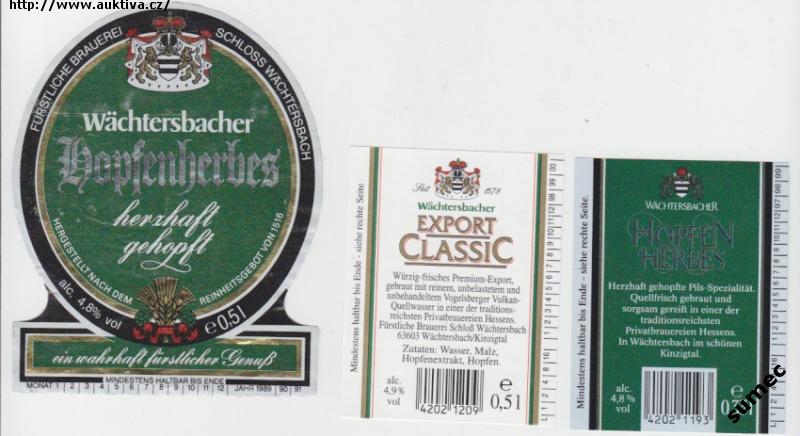 http://www.aukiva.cz/
FÜRSTLICHE BRAUEREI SCHLOSS WÄCHTERSBACH
Wächtersbacher
Hopfenherbes
herzhaft
gehopft
HERGESTELLT NACH DEM REINHEITSGEBOT VON 1516
alc. 4,8% vol
e 0,5 l
ein wahrhaft fürstlicher Genuß
MINDESTENS HALTBAR BIS ENDE
MONAT 1 2 3 4 5 6 7 8 9 10 11 12 JAHR 1989 90 91
Mindestens haltbar bis Ende - siehe rechte Seite.
Seit 1578
Wächtersbacher
EXPORT
CLASSIC
Würzig-frisches Premium-Export,
gebraut mit reinem, unbelastetem und
unbehandeltem Vogelsberger Vulkan-
Quellwasser in einer der traditions-
reichsten Privatbrauereien Hessens.
Fürstliche Brauerei Schloß Wächtersbach
63603 Wächtersbach/Kinzigtal
Zutaten: Wasser, Malz,
Hopfenextrakt, Hopfen.
alc.
4,9%
vol
4202 1209
e
0,5 l
Mindestens haltbar bis Ende - siehe rechte Seite.
WÄCHTERSBACHER
HOPFEN
HERBES
Herzhaft gehopfte Pils-Spezialität.
Quellfrisch gebraut und
sorgsam gereift in einer der
traditionsreichsten
Privatbrauereien Hessens.
In Wächtersbach im schönen
Kinzigtal.
alc.
4,8%
vol
4202 1193
e
sumec